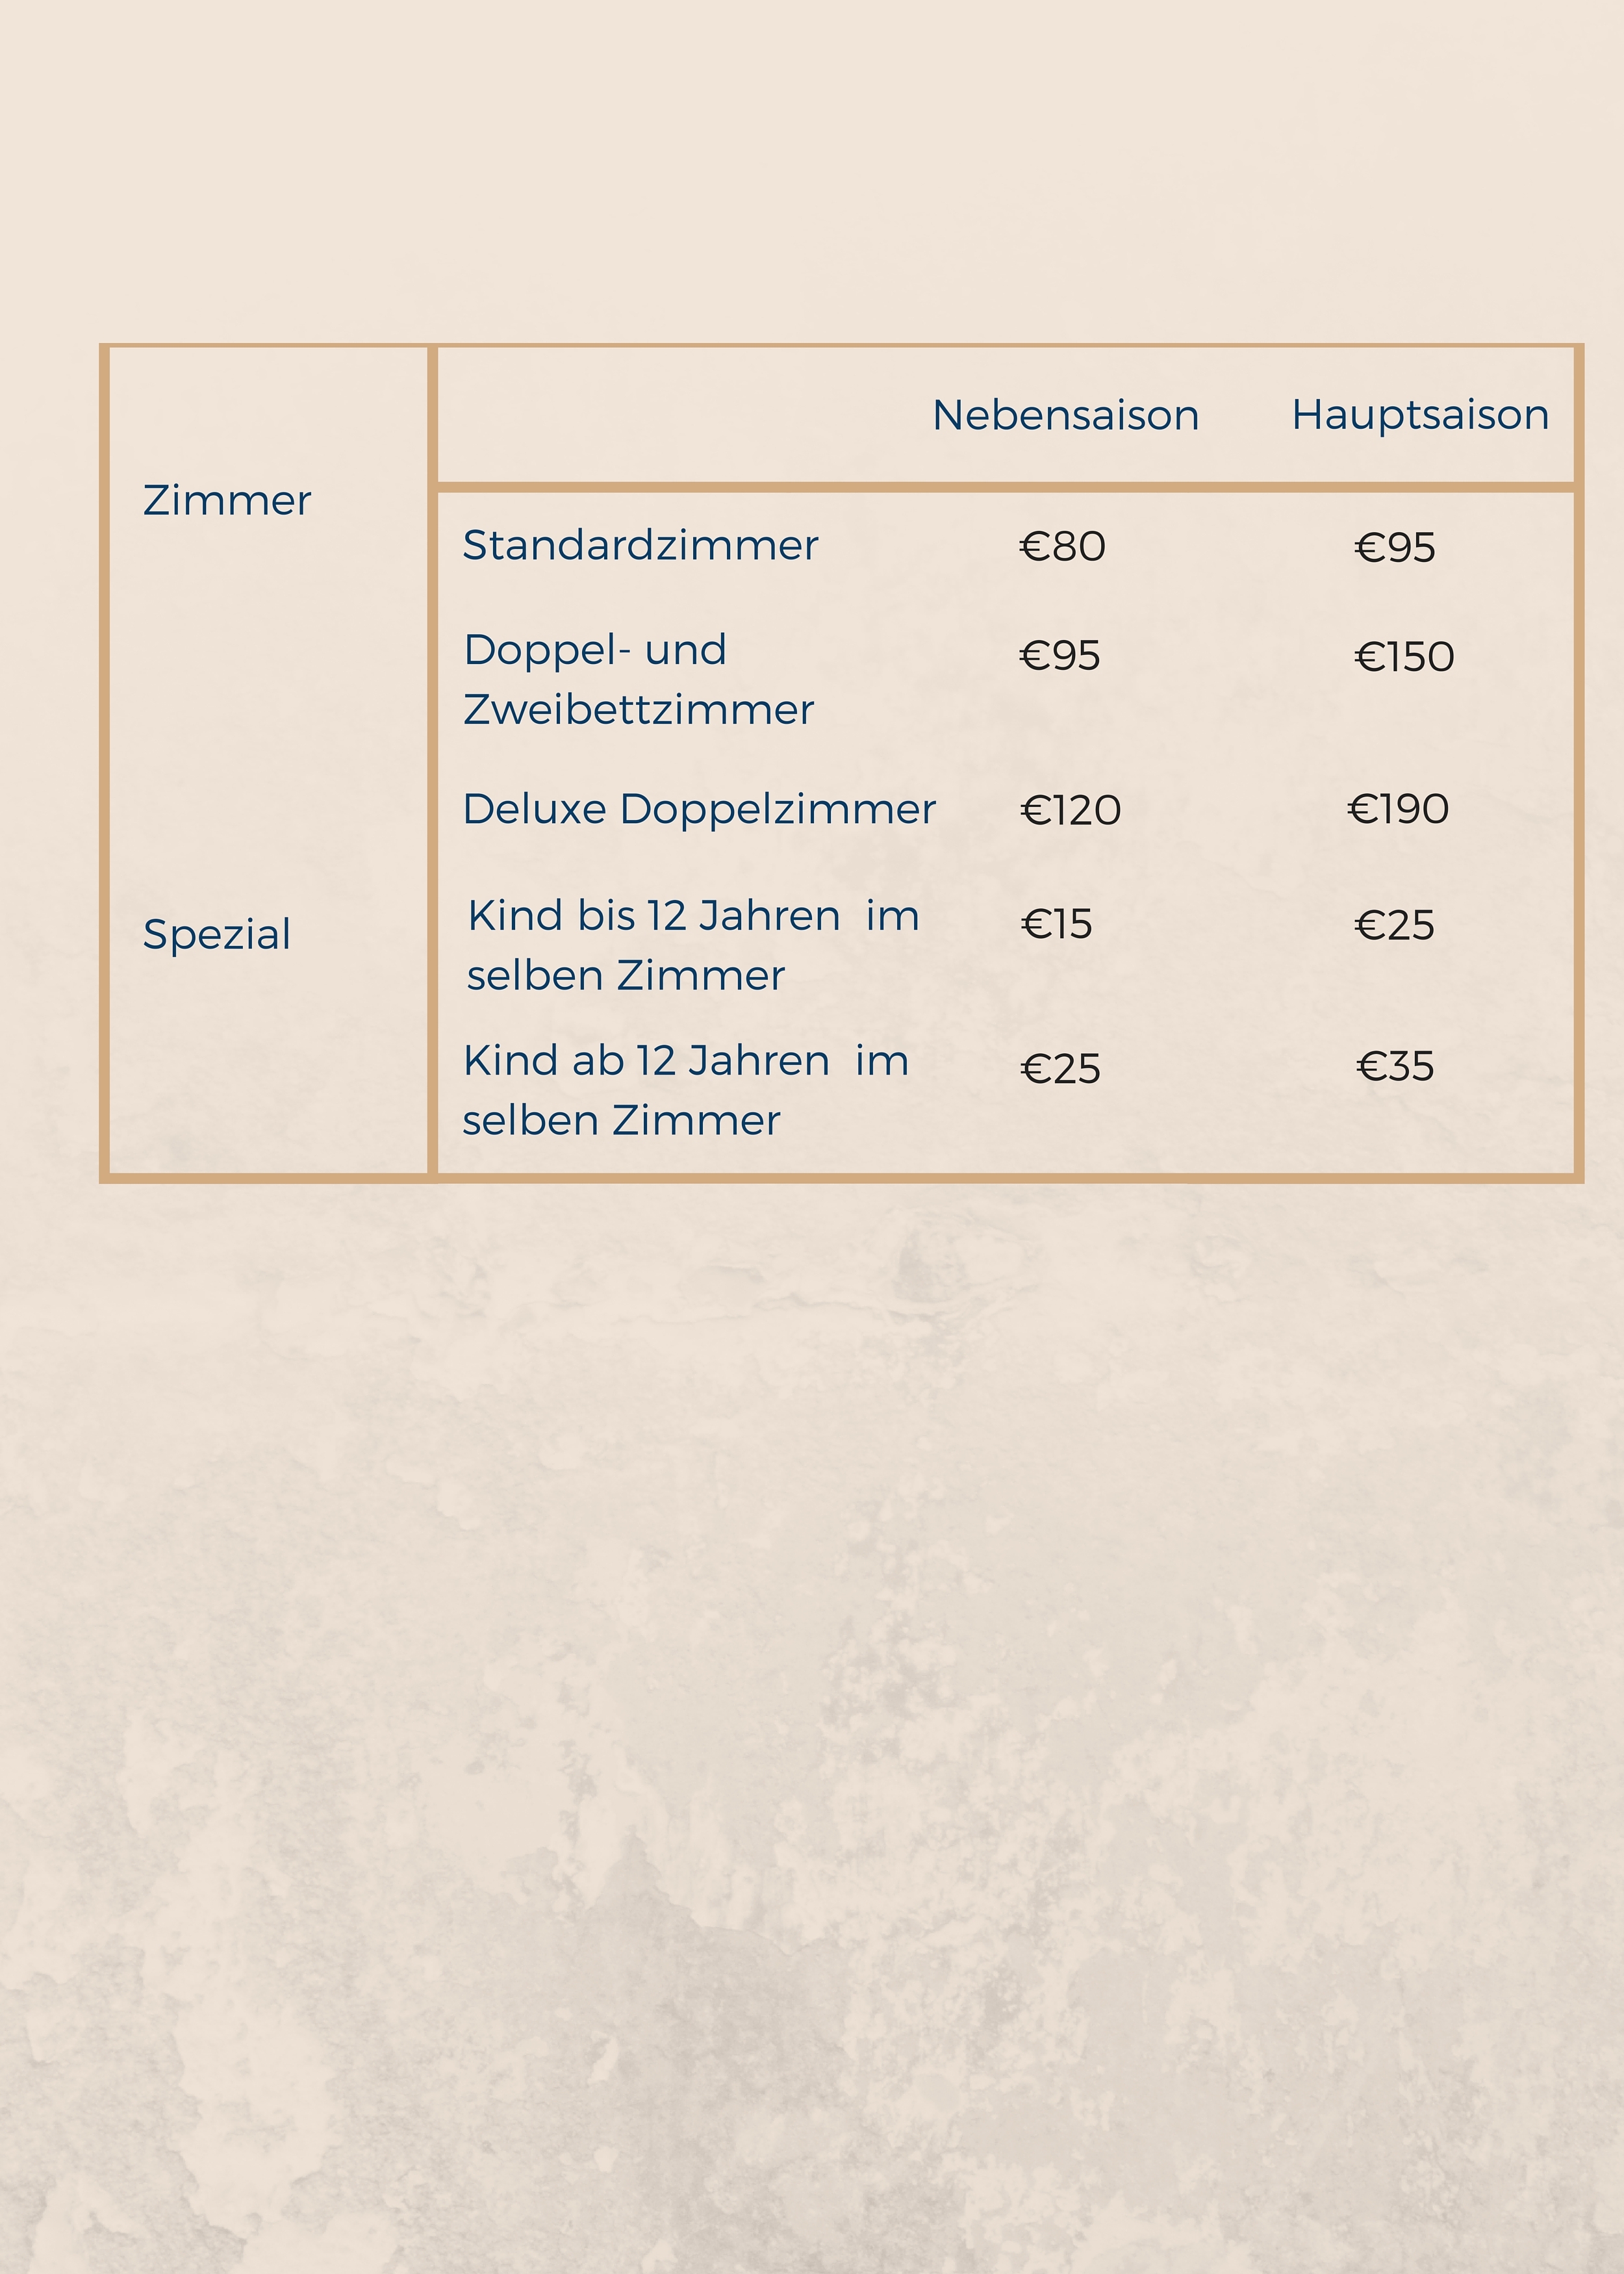 Nebensaison Hauptsaison
Zimmer
Standardzimmer €80 €95
Doppel- und €95 €150
Zweibettzimmer
Deluxe Doppelzimmer €120 €190
Spezial
Kind bis 12 Jahren im €15 €25
selben Zimmer
Kind ab 12 Jahren im €25 €35
selben Zimmer